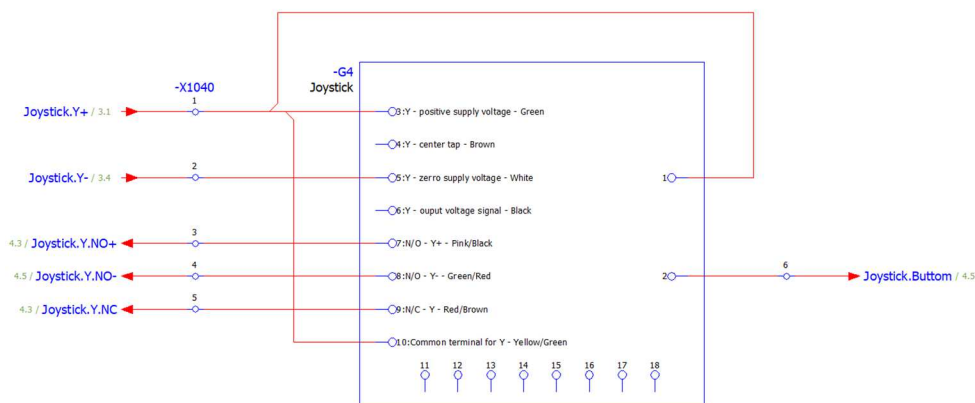 -G4
-X1040
Joystick
1
Joystick.Y+ / 3.1
3:Y - positive supply voltage - Green
4:Y - center tap - Brown
2
Joystick.Y- / 3.4
5:Y - zerro supply voltage - White
1
6:Y - ouput voltage signal - Black
3
4.3 / Joystick.Y.NO+
7:N/O - Y+ - Pink/Black
4
4.5 / Joystick.Y.NO-
8:N/O - Y- - Green/Red
2
6
Joystick.Buttom / 4.5
5
4.3 / Joystick.Y.NC
9:N/C - Y - Red/Brown
10:Common terminal for Y - Yellow/Green
11 12 13 14 15 16 17 18